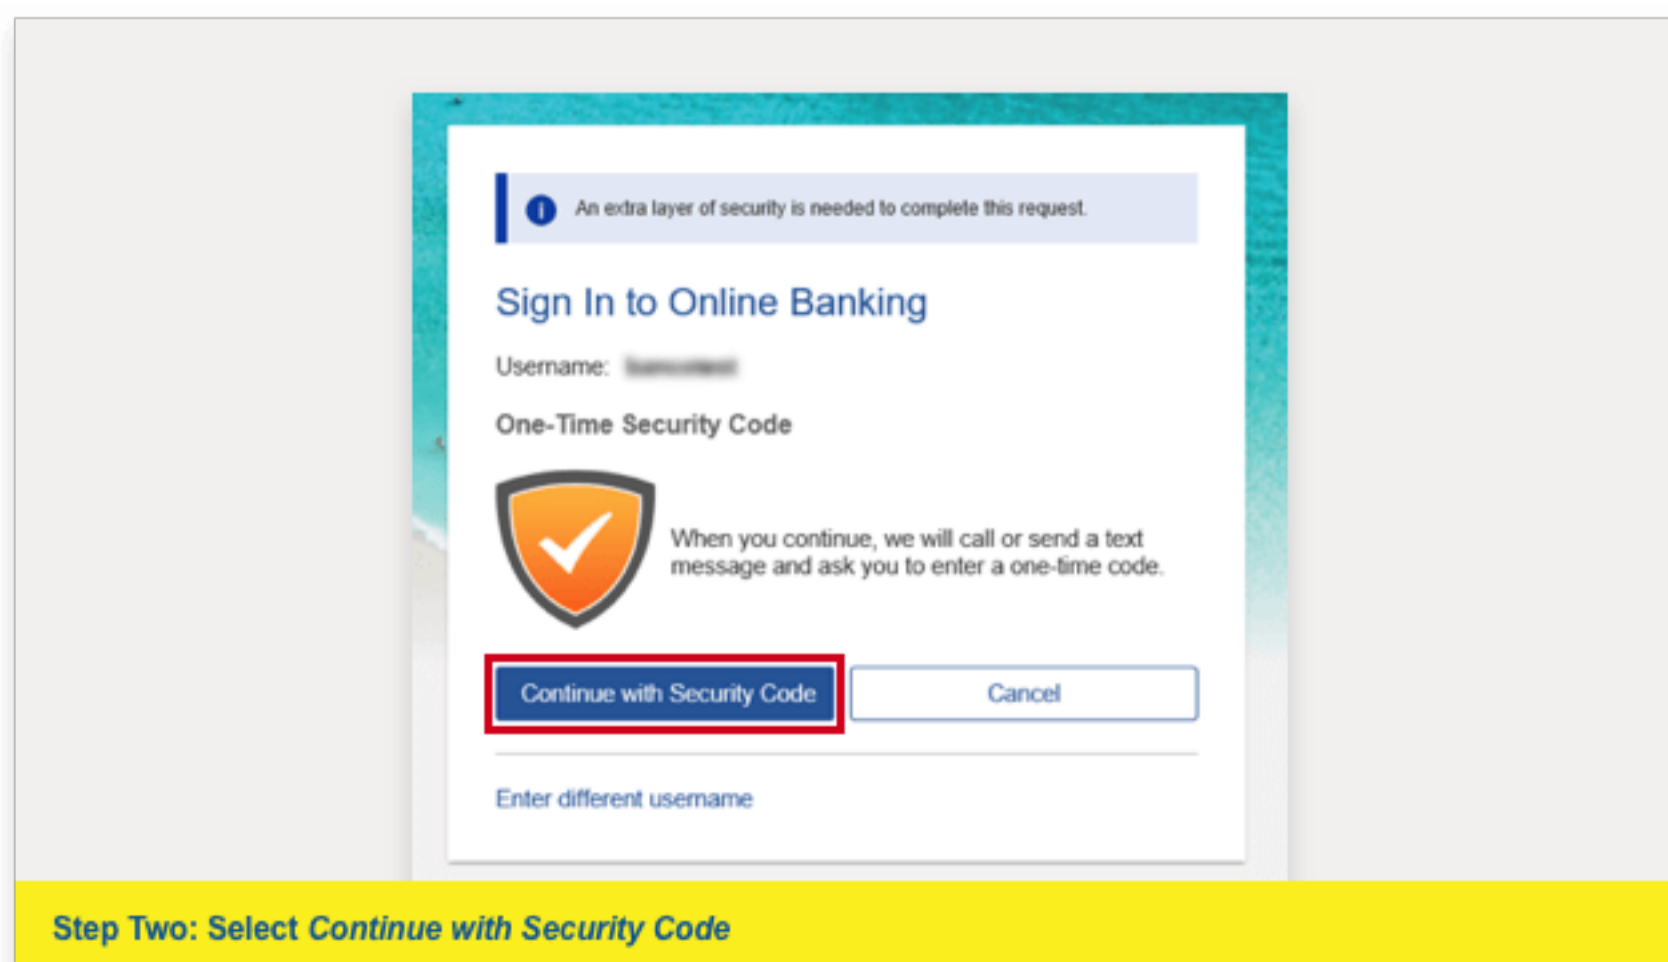 An extra layer of security is needed to complete this request.
Sign In to Online Banking
Username:
One-Time Security Code
When you continue, we will call or send a text
message and ask you to enter a one-time code.
Continue with Security Code
Cancel
Enter different username
Step Two: Select Continue with Security Code